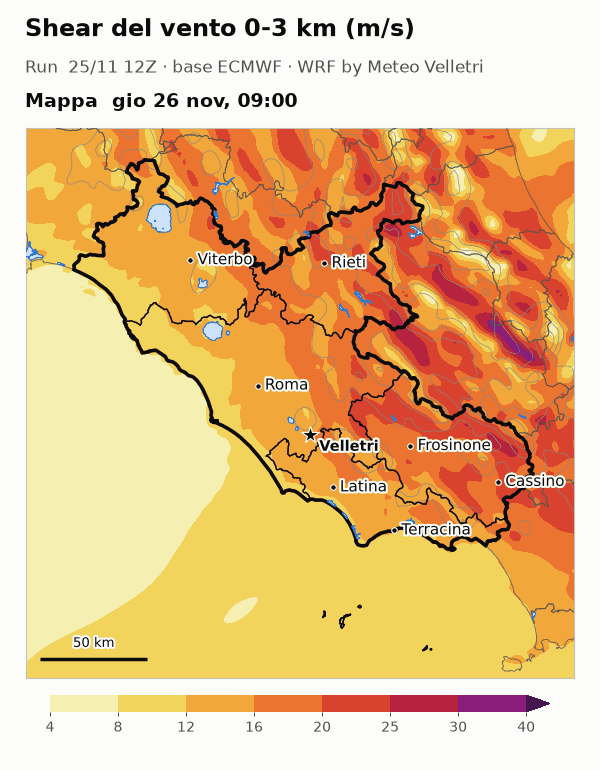 Shear del vento 0-3 km (m/s)
Run  25/11 12Z · base ECMWF · WRF by Meteo Velletri
Mappa  gio 26 nov, 09:00
Viterbo
Rieti
Roma
Velletri
Frosinone
Cassino
Latina
Terracina
50 km
4 8 12 16 20 25 30 40